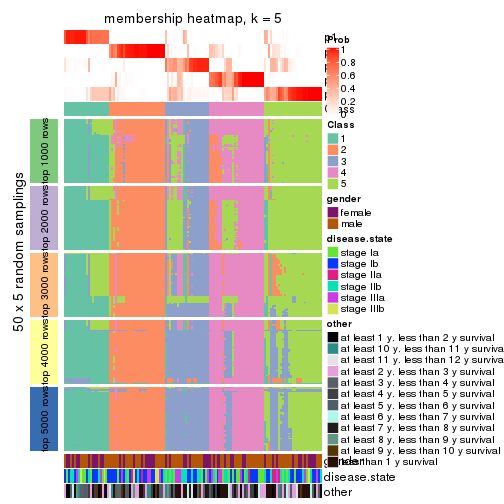 membership heatmap, k = 5
50 x 5 random samplings
top 1000 rows
top 2000 rows
top 3000 rows
top 4000 rows
top 5000 rows
Prob
1
0.8
0.6
0.4
0.2
0
Class
1
2
3
4
5
gender
female
male
disease.state
stage Ia
stage Ib
stage IIa
stage IIb
stage IIIa
stage IIIb
other
at least 1 y. less than 2 y survival
at least 10 y. less than 11 y surviva
at least 11 y. less than 12 y surviva
at least 2 y. less than 3 y survival
at least 3 y. less than 4 y survival
at least 4 y. less than 5 y survival
at least 5 y. less than 6 y survival
at least 6 y. less than 7 y survival
at least 7 y. less than 8 y survival
at least 8 y. less than 9 y survival
at least 9 y. less than 10 y survival
less than 1 y survival
disease.state
other